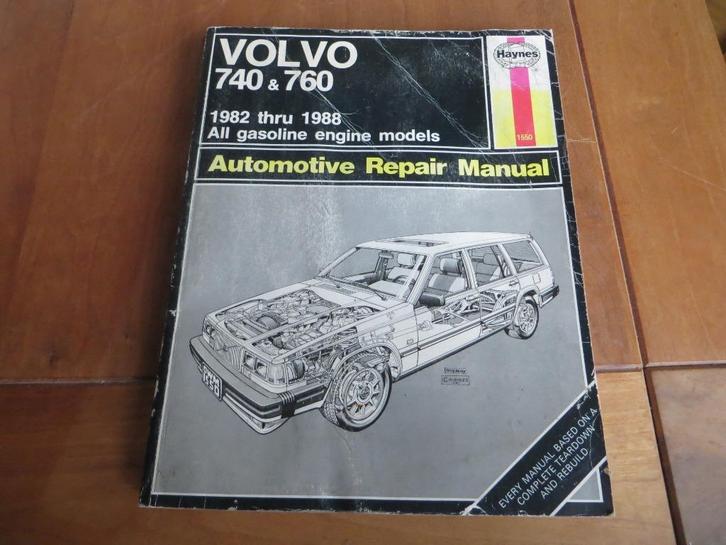 VOLVO
740 & 760
Haynes
1982 thru 1988
All gasoline engine models
1550
Automotive Repair Manual
EVERY MANUAL BASED ON A
COMPLETE TEARDOWN
AND REBUILD